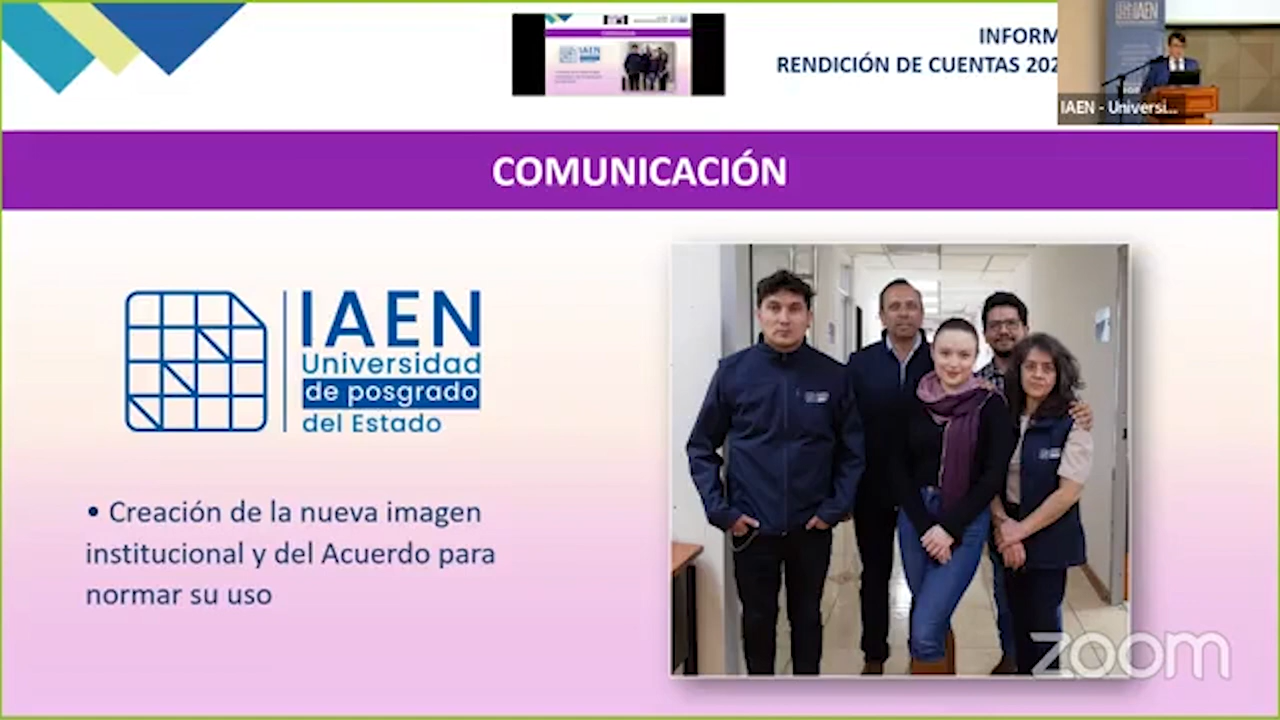 INFORM
RENDICIÓN DE CUENTAS 202
IAEN
IAEN - Universi...
COMUNICACIÓN
IAEN
Universidad
de posgrado
del Estado
• Creación de la nueva imagen
institucional y del Acuerdo para
normar su uso
zoom